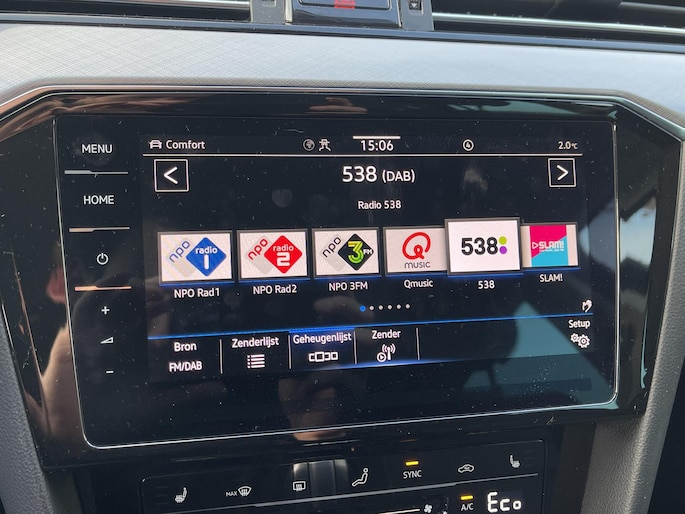 MENU
HOME
Comfort
15:06
2.0°C
<
538 (DAB)
>
Radio 538
npo radio 1
npo radio 2
npo 3 FM
Q MUSIC
538
SLAM!
NPO Rad1
NPO Rad2
NPO 3FM
Qmusic
538
SLAM!
+
−
Bron
FM/DAB
Zenderlijst
Geheugenlijst
Zender
Setup
MAX
SYNC
A/C
Eco